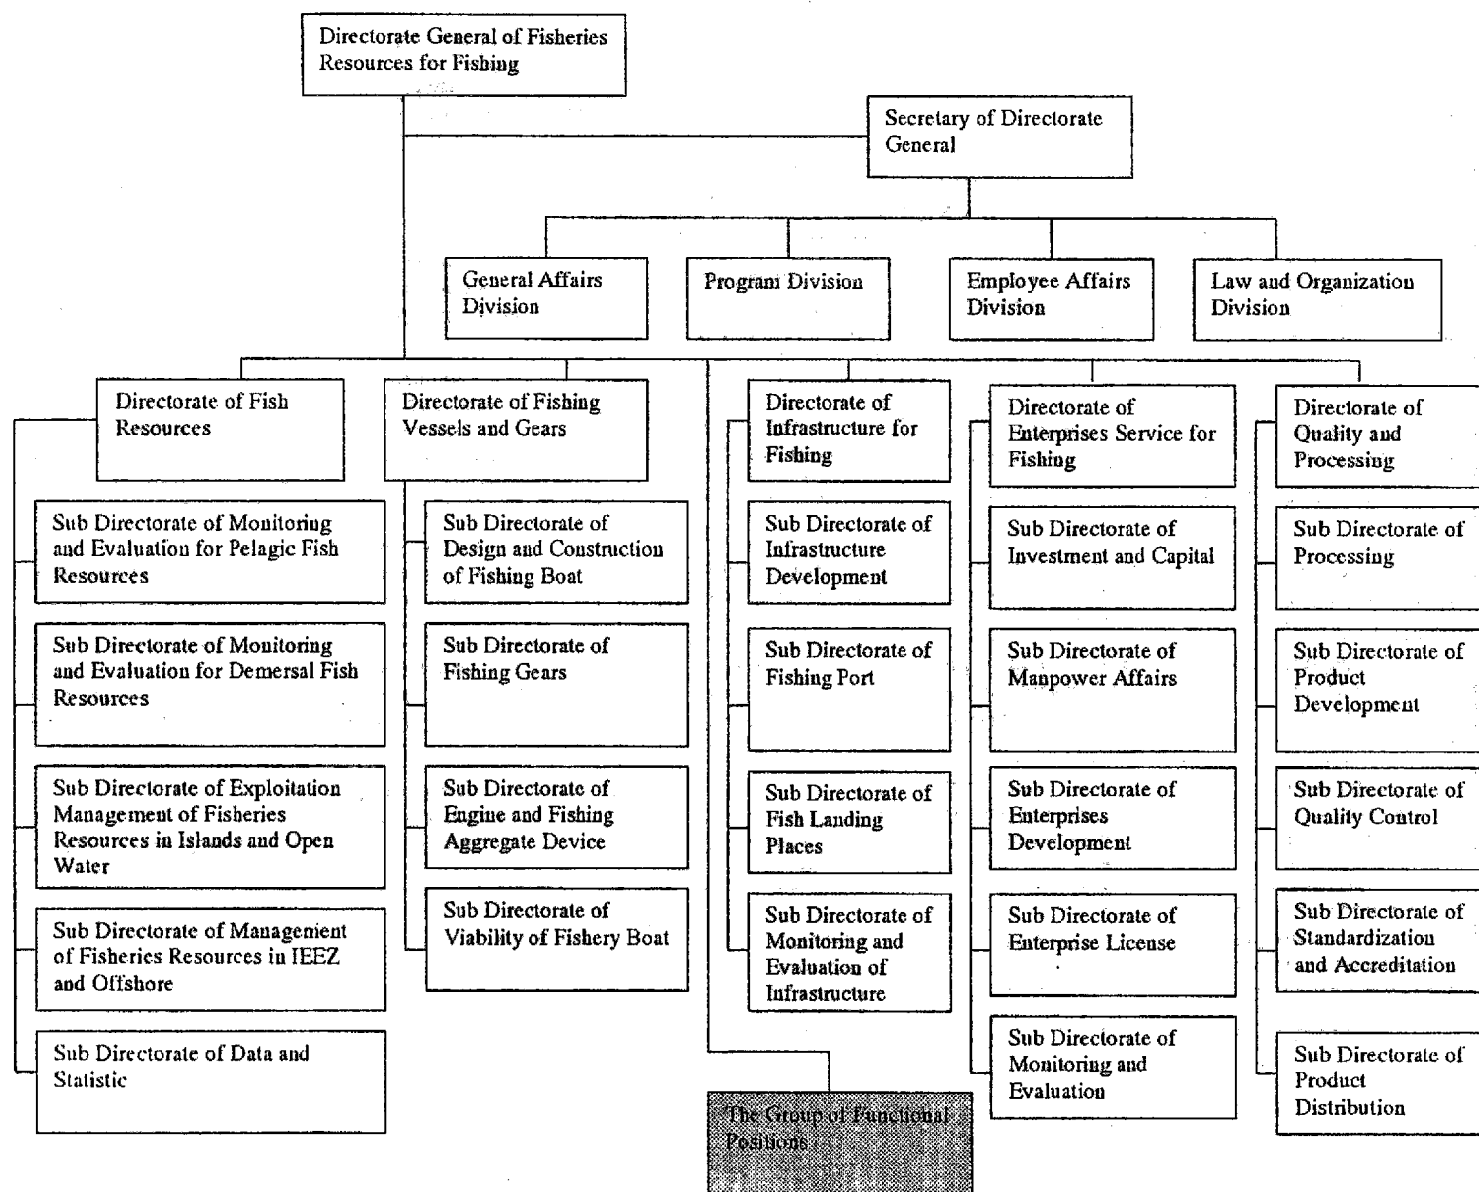 Directorate General of Fisheries
Resources for Fishing
Secretary of Directorate
General
General Affairs
Division
Program Division
Employee Affairs
Division
Law and Organization
Division
Directorate of Fish
Resources
Sub Directorate of Monitoring
and Evaluation for Pelagic Fish
Resources
Sub Directorate of Monitoring
and Evaluation for Demersal Fish
Resources
Sub Directorate of Exploitation
Management of Fisheries
Resources in Islands and Open
Water
Sub Directorate of Management
of Fisheries Resources in IEEZ
and Offshore
Sub Directorate of Data and
Statistic
Directorate of Fishing
Vessels and Gears
Sub Directorate of
Design and Construction
of Fishing Boat
Sub Directorate of
Fishing Gears
Sub Directorate of
Engine and Fishing
Aggregate Device
Sub Directorate of
Viability of Fishery Boat
Directorate of
Infrastructure for
Fishing
Sub Directorate of
Infrastructure
Development
Sub Directorate of
Fishing Port
Sub Directorate of
Fish Landing
Places
Sub Directorate of
Monitoring and
Evaluation of
Infrastructure
Directorate of
Enterprises Service for
Fishing
Sub Directorate of
Investment and Capital
Sub Directorate of
Manpower Affairs
Sub Directorate of
Enterprises
Development
Sub Directorate of
Enterprise License
Sub Directorate of
Monitoring and
Evaluation
Directorate of
Quality and
Processing
Sub Directorate of
Processing
Sub Directorate of
Product
Development
Sub Directorate of
Quality Control
Sub Directorate of
Standardization
and Accreditation
Sub Directorate of
Product
Distribution
The Group of Functional
Positions